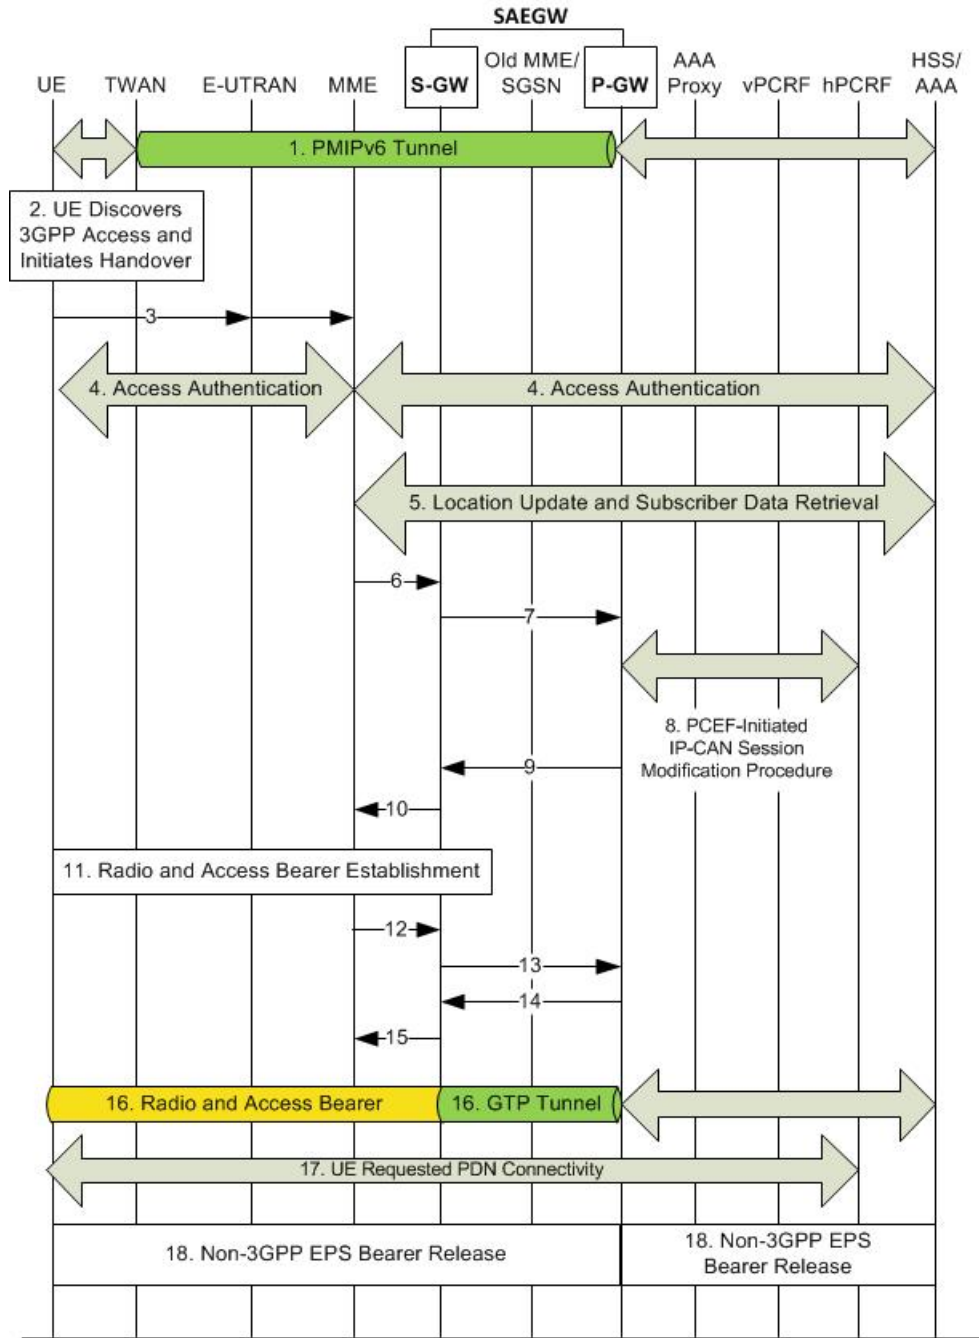 SAEGW
UE
TWAN
E-UTRAN
MME
S-GW
Old MME/
SGSN
P-GW
AAA
Proxy
vPCRF
hPCRF
HSS/
AAA
1. PMIPv6 Tunnel
2. UE Discovers
3GPP Access and
Initiates Handover
3
4. Access Authentication
4. Access Authentication
5. Location Update and Subscriber Data Retrieval
6
7
8. PCEF-Initiated
IP-CAN Session
Modification Procedure
9
10
11. Radio and Access Bearer Establishment
12
13
14
15
16. Radio and Access Bearer
16. GTP Tunnel
17. UE Requested PDN Connectivity
18. Non-3GPP EPS Bearer Release
18. Non-3GPP EPS
Bearer Release